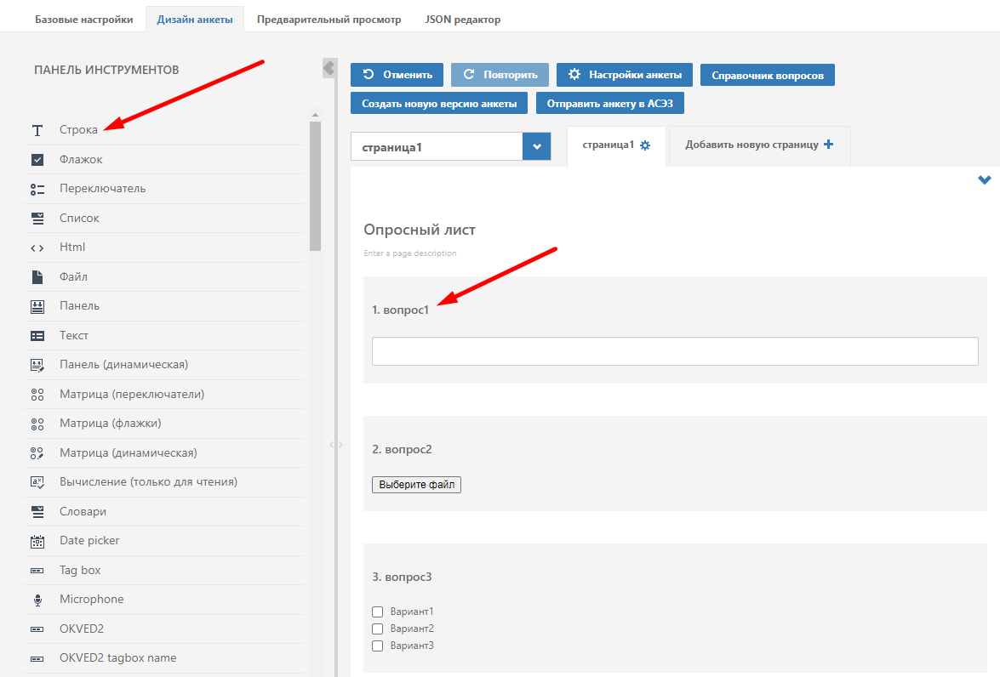 Базовые настройки
Дизайн анкеты
Предварительный просмотр
JSON редактор
ПАНЕЛЬ ИНСТРУМЕНТОВ
Строка
Флажок
Переключатель
Список
Html
Файл
Панель
Текст
Панель (динамическая)
Матрица (переключатели)
Матрица (флажки)
Матрица (динамическая)
Вычисление (только для чтения)
Словари
Date picker
Tag box
Microphone
OKVED2
OKVED2 tagbox name
Отменить
Повторить
Настройки анкеты
Справочник вопросов
Создать новую версию анкеты
Отправить анкету в АСЭЗ
страница1
страница1
Добавить новую страницу
Опросный лист
Enter a page description
1. вопрос1
2. вопрос2
Выберите файл
3. вопрос3
Вариант1
Вариант2
Вариант3